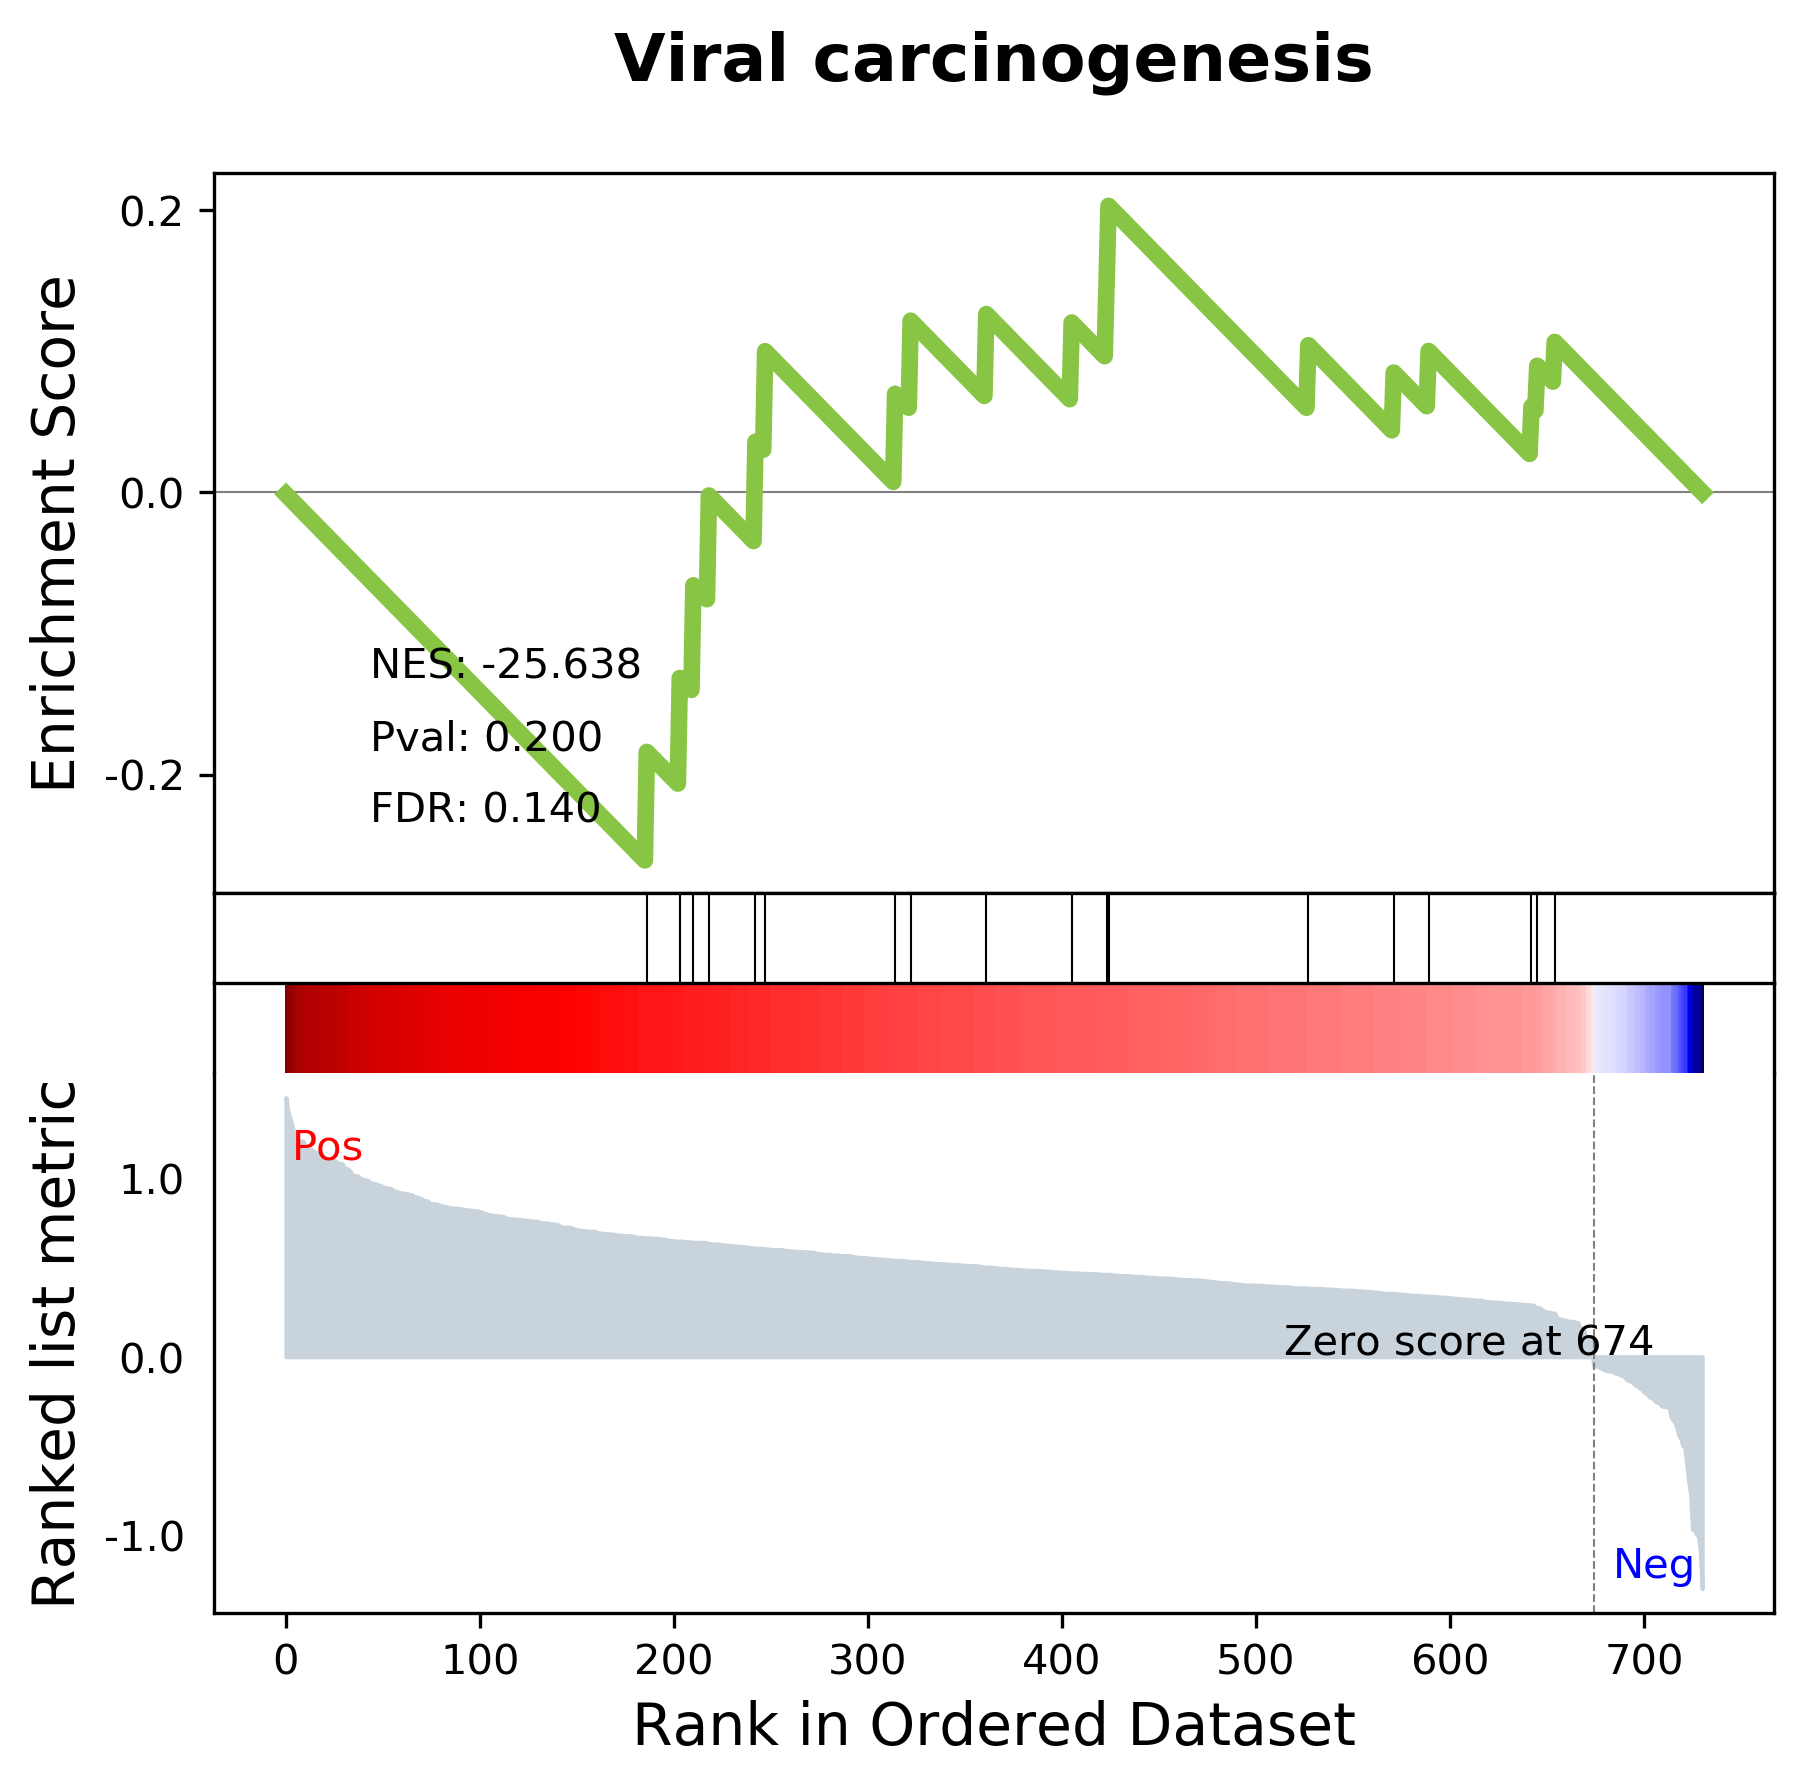 Viral carcinogenesis
Enrichment Score
0.2
0.0
-0.2
NES: -25.638
Pval: 0.200
FDR: 0.140
Ranked list metric
1.0
0.0
-1.0
Pos
Zero score at 674
Neg
0 100 200 300 400 500 600 700
Rank in Ordered Dataset